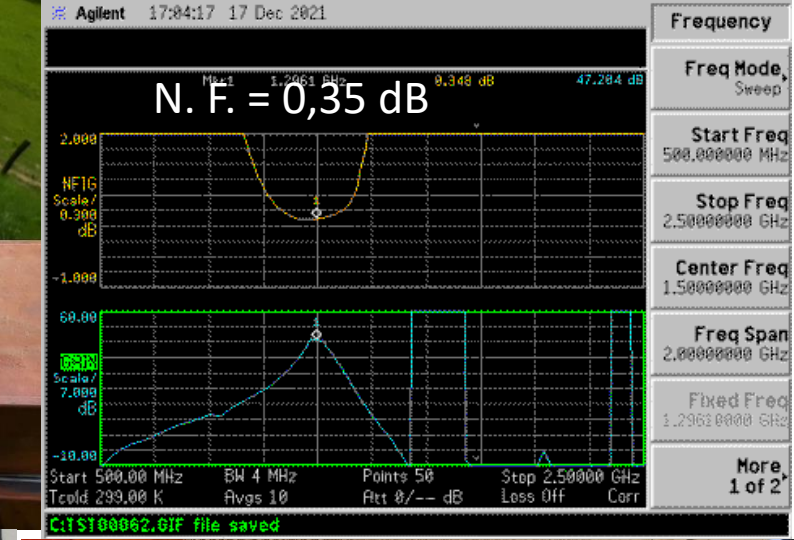 Agilent 17:04:17 17 Dec 2021
Mkr1 1.2961 GHz 0.348 dB 47.204 dB
N. F. = 0,35 dB
2.000
NFIG
Scale/
0.300
dB
-1.000
1
60.00
GAIN
Scale/
7.000
dB
-10.00
1
Start 500.00 MHz BW 4 MHz Points 50 Stop 2.50000 GHz
Tcold 299.00 K Avgs 10 Att 0/-- dB Loss Off Corr
C:TST00062.GIF file saved
Frequency
Freq Mode,
Sweep
Start Freq
500.000000 MHz
Stop Freq
2.50000000 GHz
Center Freq
1.50000000 GHz
Freq Span
2.00000000 GHz
Fixed Freq
1.29610000 GHz
More,
1 of 2